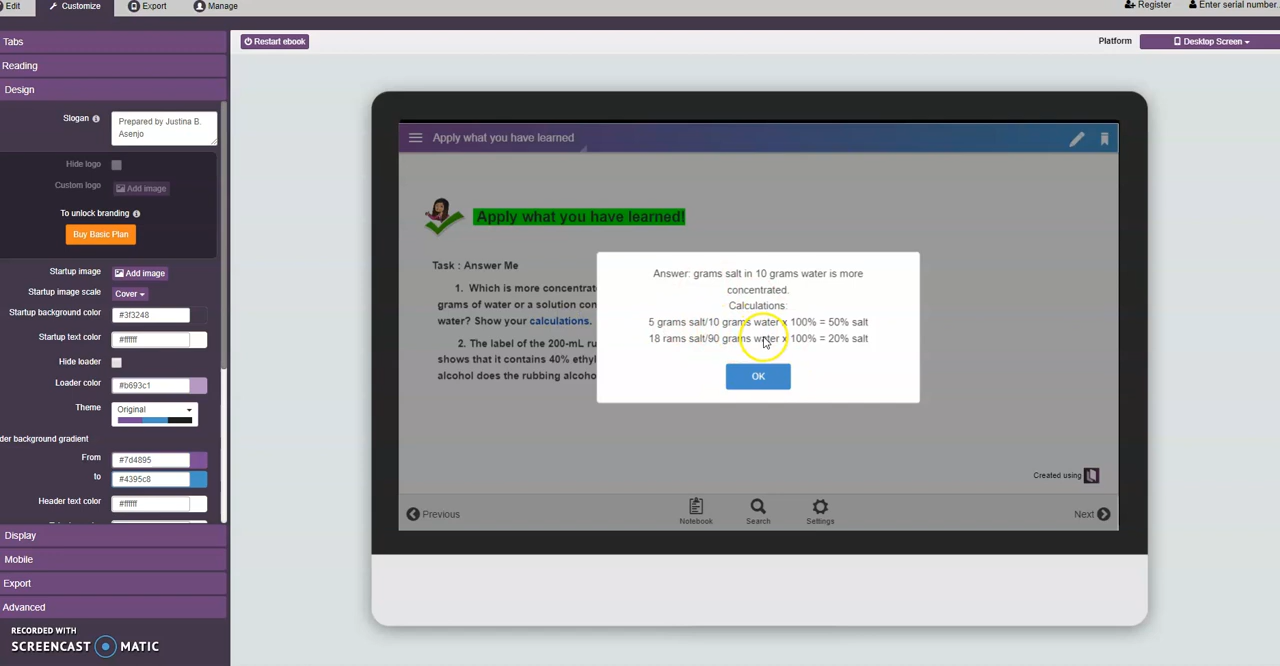 Edit
Customize
Export
Manage
Register
Enter serial number..
Tabs
Reading
Design
Restart ebook
Platform
Desktop Screen
Slogan
Prepared by Justina B.
Asenjo
Hide logo
Custom logo
Add image
To unlock branding
Buy Basic Plan
Startup image
Add image
Startup image scale
Cover
Startup background color
#3f3248
Startup text color
#ffffff
Hide loader
Loader color
#b693c1
Theme
Original
der background gradient
From
#7d4895
to
#4395c8
Header text color
#ffffff
Display
Mobile
Export
Advanced
RECORDED WITH
SCREENCAST MATIC
Apply what you have learned
Apply what you have learned!
Task : Answer Me
1. Which is more concentrat
grams of water or a solution con
water? Show your calculations.
2. The label of the 200-mL ru
shows that it contains 40% ethyl
alcohol does the rubbing alcoho
Answer: grams salt in 10 grams water is more
concentrated.
Calculations:
5 grams salt/10 grams water x 100% = 50% salt
18 rams salt/90 grams water x 100% = 20% salt
OK
Created using
Previous
Notebook
Search
Settings
Next